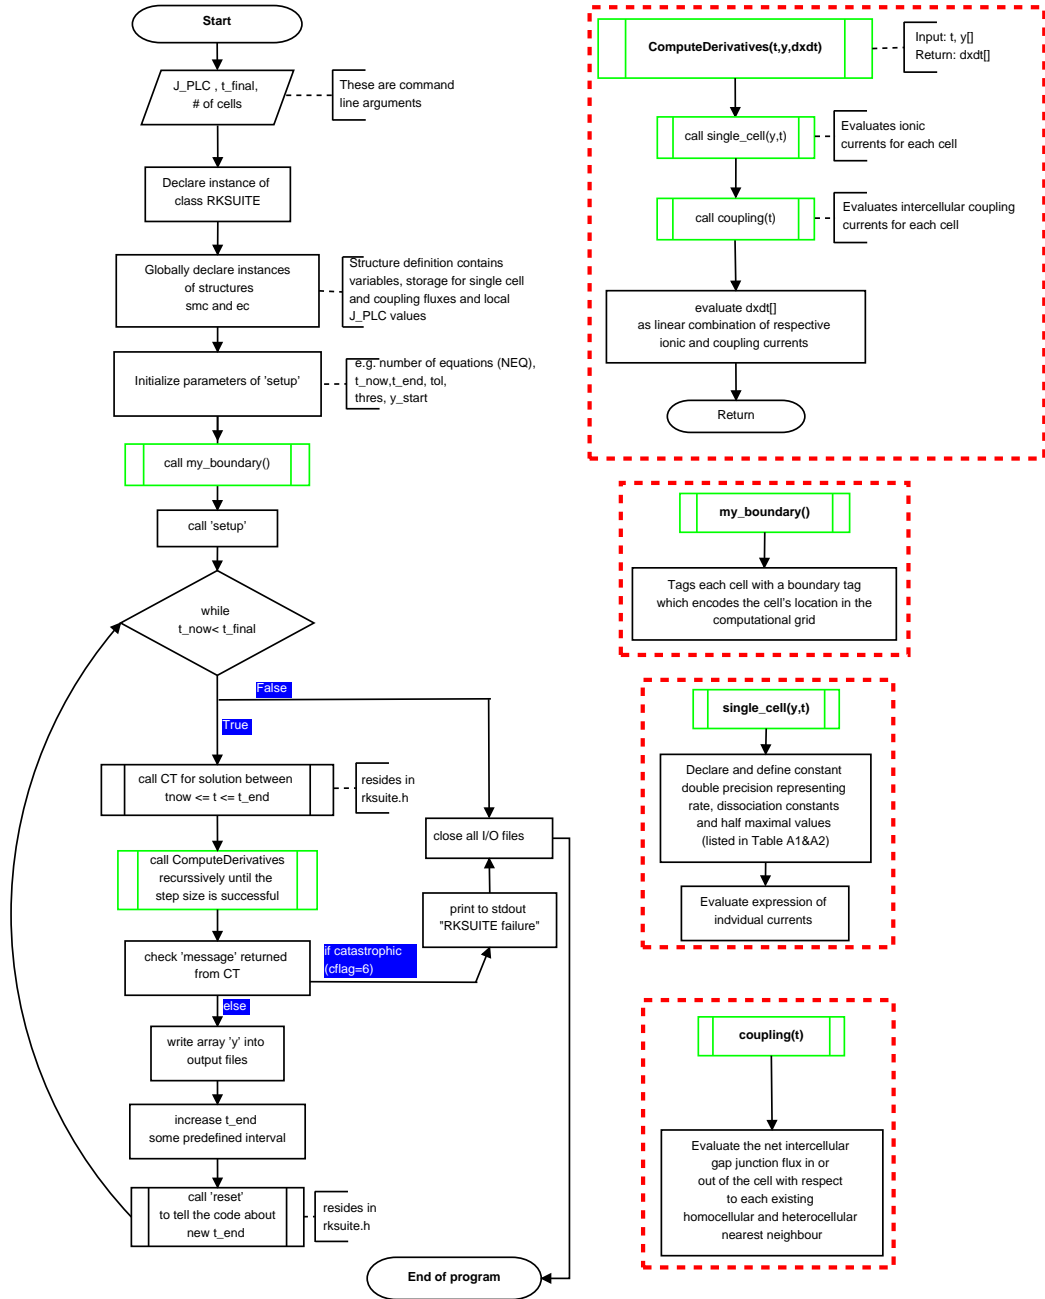 Start
J_PLC , t_final,
# of cells
These are command
line arguments
Declare instance of
class RKSUITE
Globally declare instances
of structures
smc and ec
Structure definition contains
variables, storage for single cell
and coupling fluxes and local
J_PLC values
Initialize parameters of 'setup'
e.g. number of equations (NEQ),
t_now,t_end, tol,
thres, y_start
call my_boundary()
call 'setup'
while
t_now< t_final
False
True
call CT for solution between
tnow <= t <= t_end
resides in
rksuite.h
call ComputeDerivatives
recurssively until the
step size is successful
close all I/O files
print to stdout
"RKSUITE failure"
check 'message' returned
from CT
if catastrophic
(cflag=6)
else
write array 'y' into
output files
increase t_end
some predefined interval
call 'reset'
to tell the code about
new t_end
resides in
rksuite.h
End of program
ComputeDerivatives(t,y,dxdt)
Input: t, y[]
Return: dxdt[]
call single_cell(y,t)
Evaluates ionic
currents for each cell
call coupling(t)
Evaluates intercellular coupling
currents for each cell
evaluate dxdt[]
as linear combination of respective
ionic and coupling currents
Return
my_boundary()
Tags each cell with a boundary tag
which encodes the cell's location in the
computational grid
single_cell(y,t)
Declare and define constant
double precision representing
rate, dissociation constants
and half maximal values
(listed in Table A1&A2)
Evaluate expression of
indvidual currents
coupling(t)
Evaluate the net intercellular
gap junction flux in or
out of the cell with respect
to each existing
homocellular and heterocellular
nearest neighbour